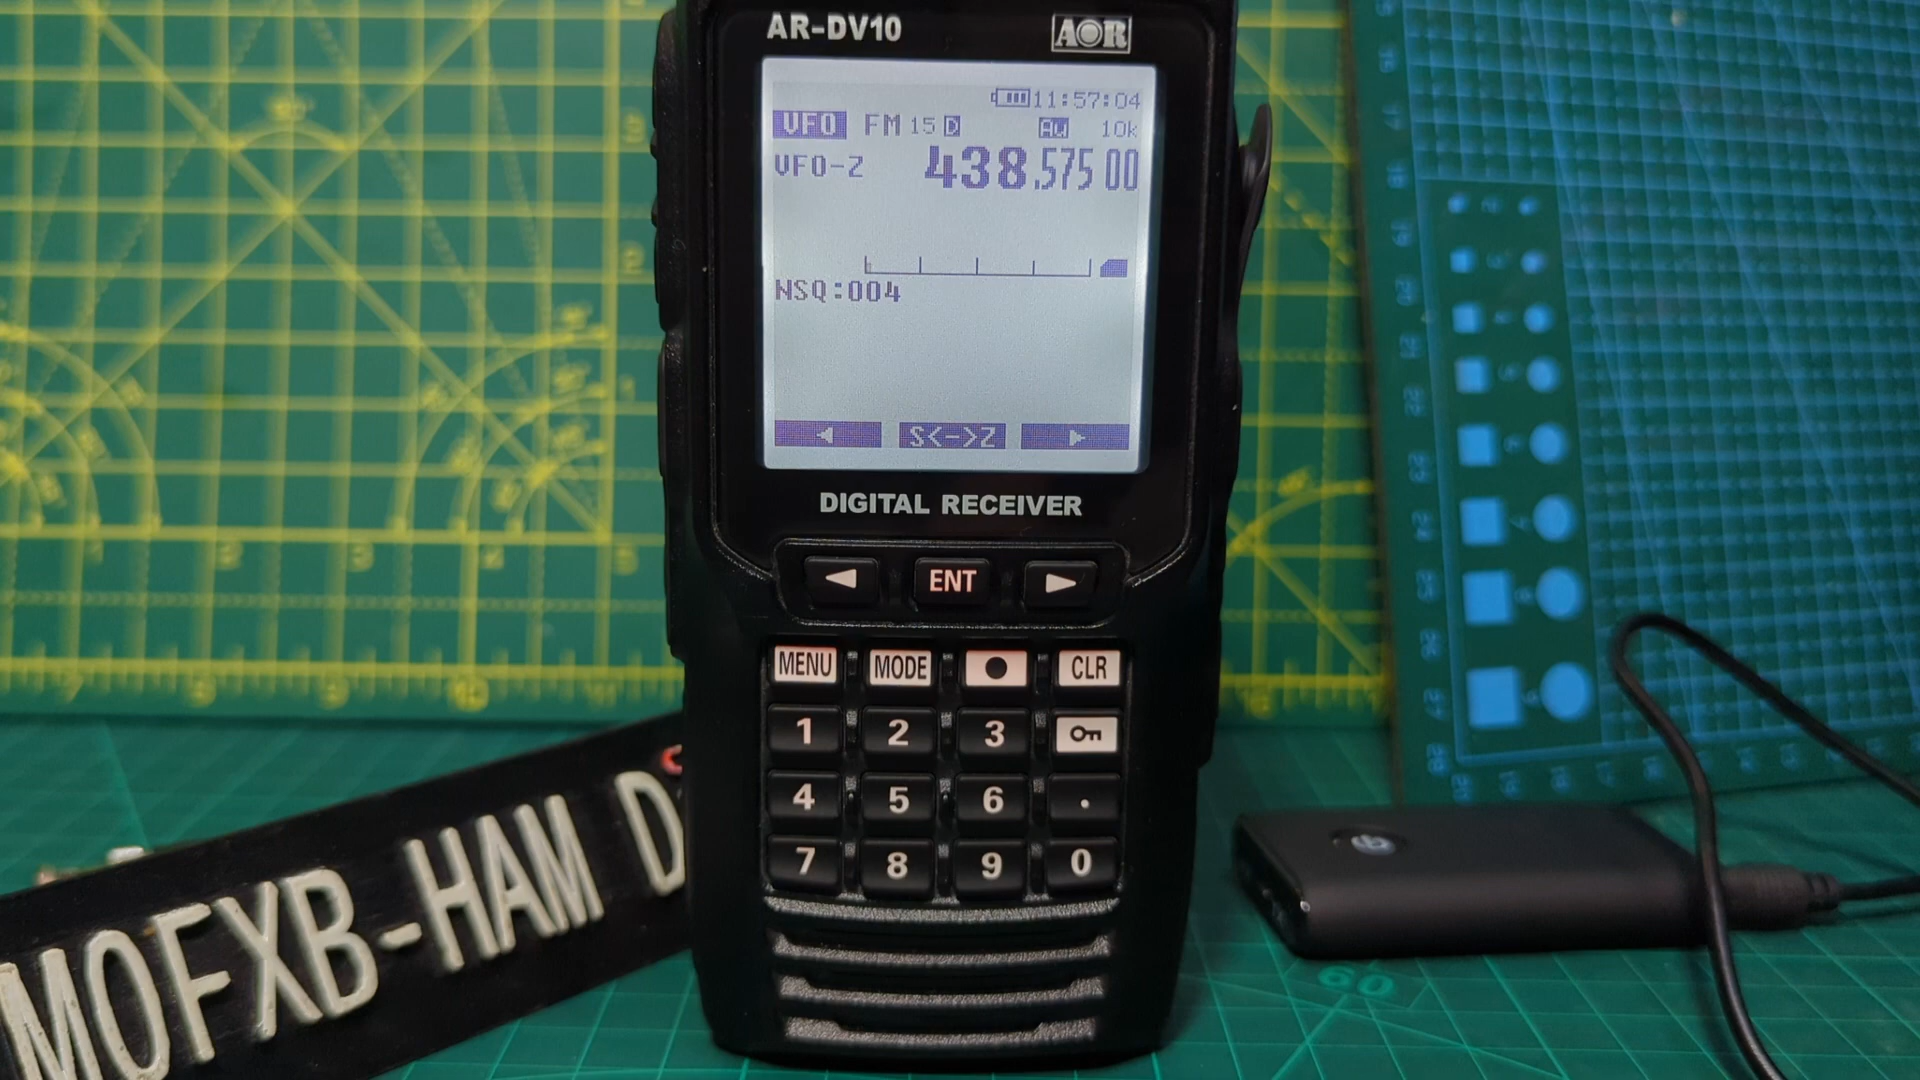 AR-DV10 AOR
11:57:04
VFO FM 15 D AU 10k
VFO-Z 438.575 00
NSQ:004
S<->Z
DIGITAL RECEIVER
ENT
MENU MODE CLR
1 2 3
4 5 6 .
7 8 9 0
M0FXB-HAM D
60